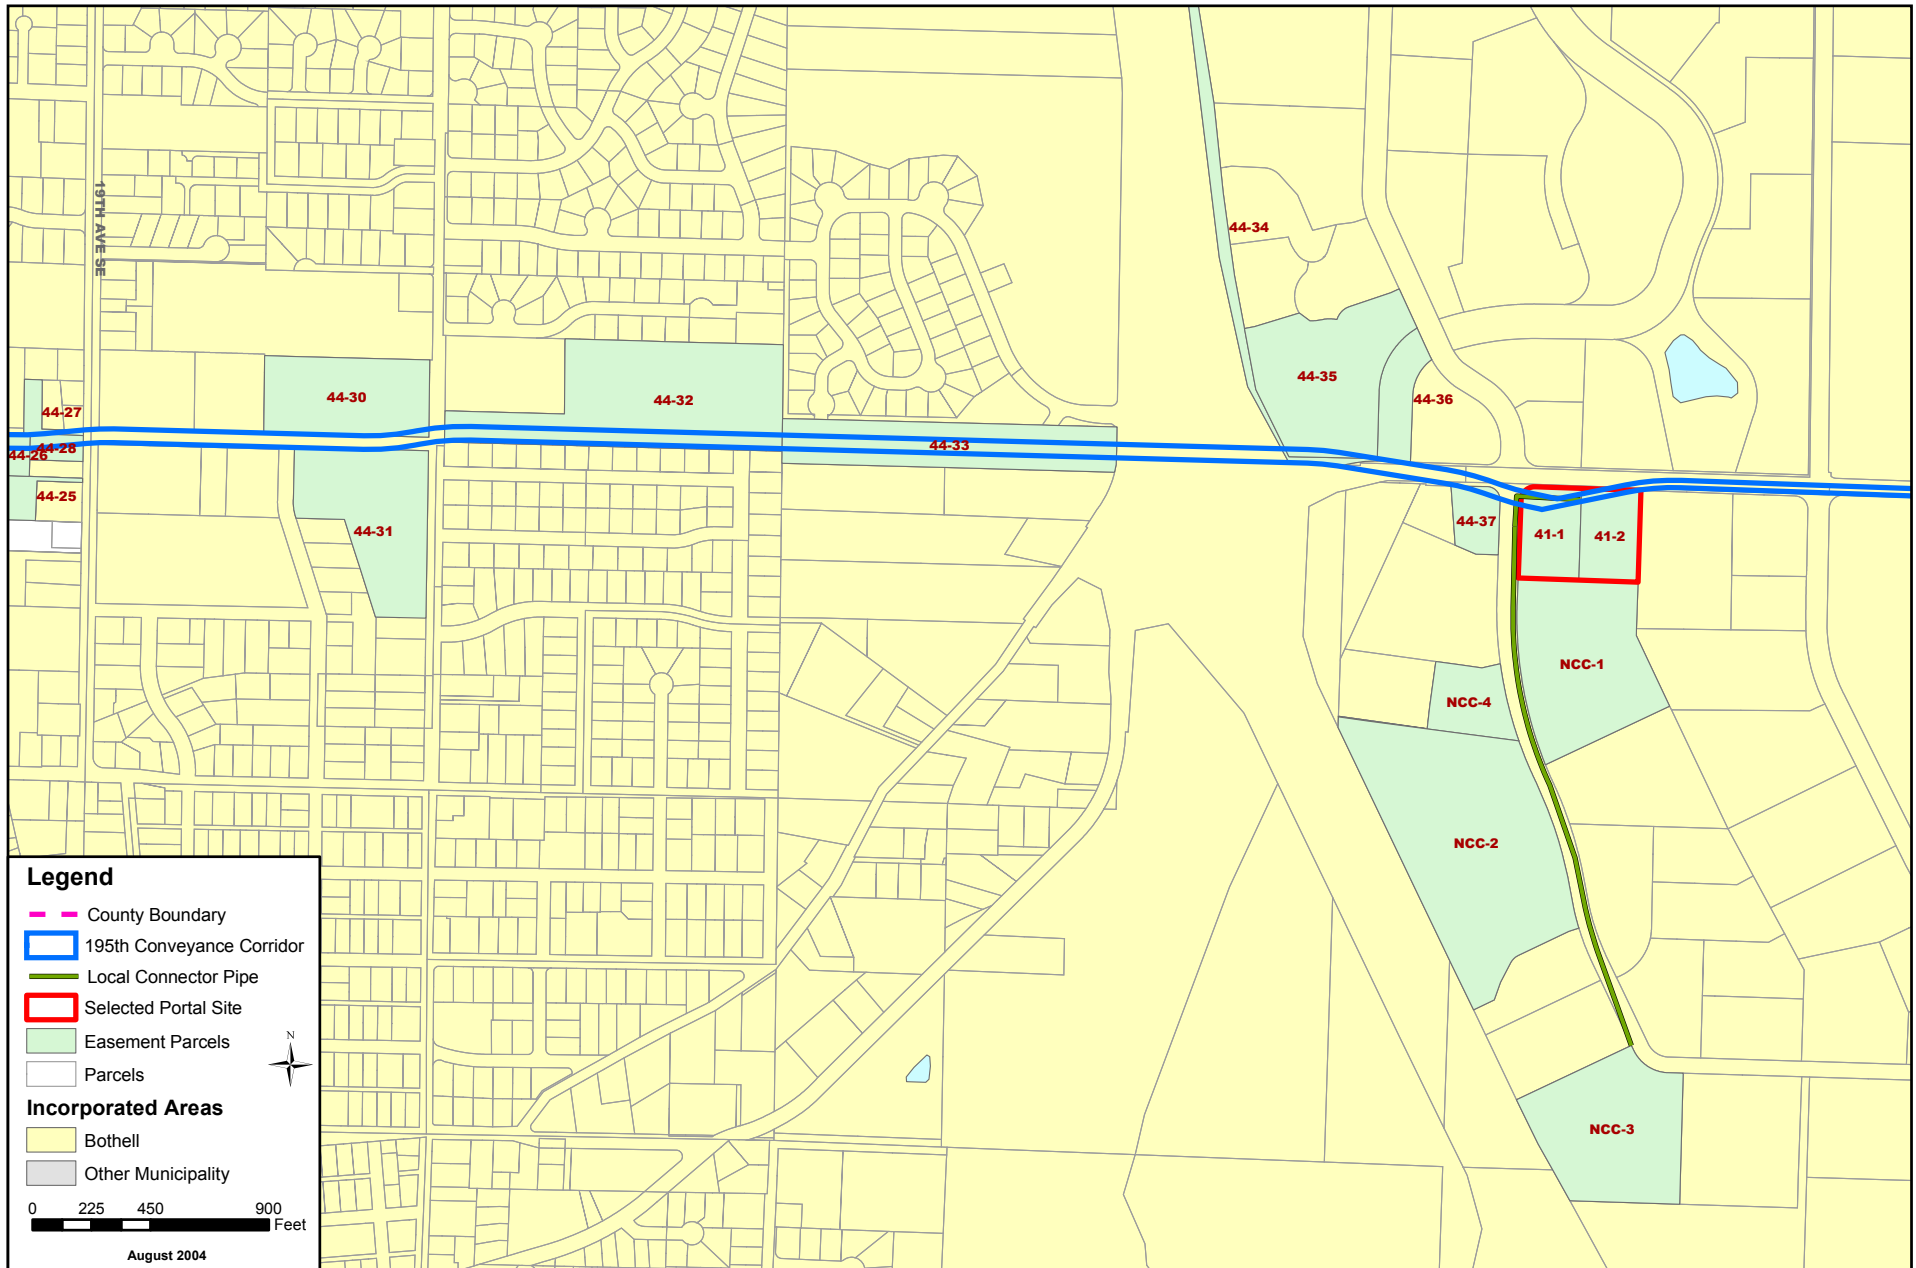 19TH AVE SE
44-34
44-35
44-36
44-30
44-32
44-27
44-28
44-26
44-33
44-25
44-31
44-37
41-1
41-2
NCC-1
NCC-4
NCC-2
NCC-3
Legend
County Boundary
195th Conveyance Corridor
Local Connector Pipe
Selected Portal Site
Easement Parcels
N
Parcels
Incorporated Areas
Bothell
Other Municipality
0 225 450 900
Feet
August 2004